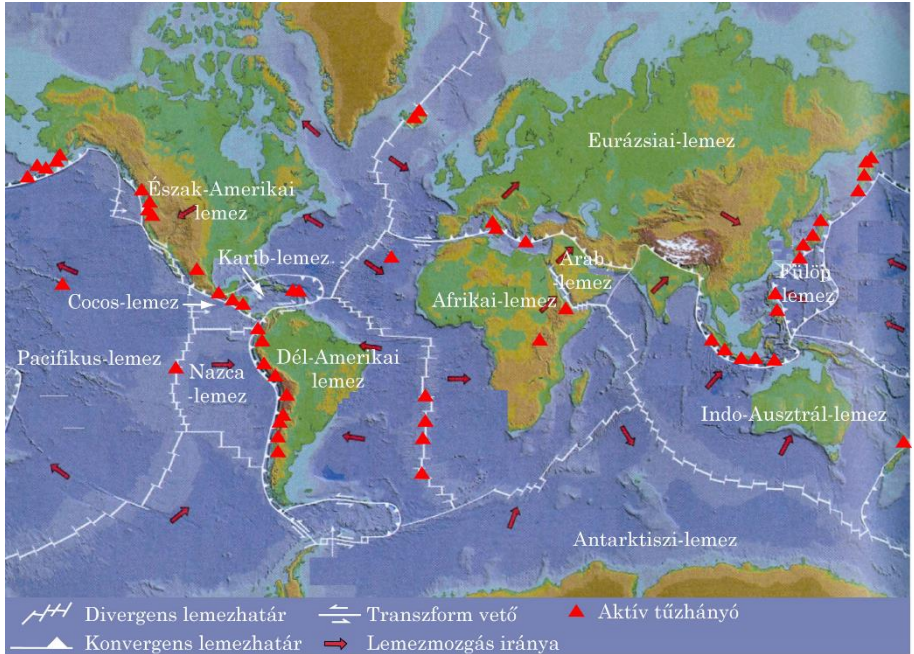 Eurázsiai-lemez
Észak-Amerikai
lemez
Karib-lemez
Arab
-lemez
Fülöp
lemez
Cocos-lemez
Afrikai-lemez
Pacifikus-lemez
Nazca
-lemez
Dél-Amerikai
lemez
Indo-Ausztrál-lemez
Antarktiszi-lemez
Divergens lemezhatár
Transzform vető
Aktív tűzhányó
Konvergens lemezhatár
Lemezmozgás iránya